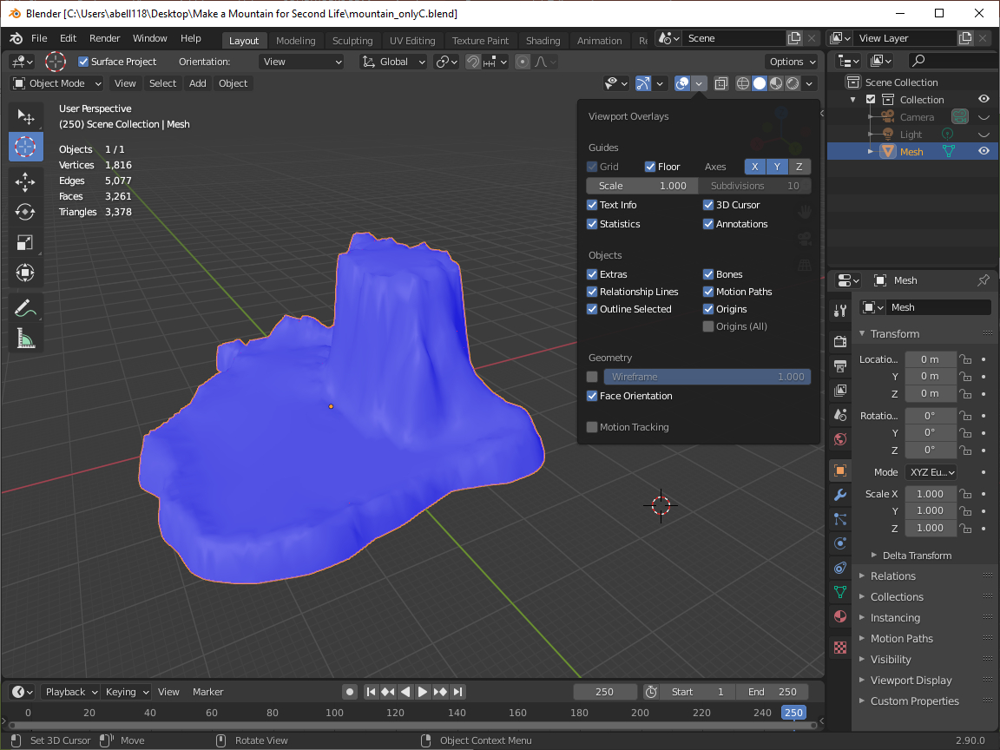 Blender [C:\Users\abell118\Desktop\Make a Mountain for Second Life\mountain_onlyC.blend]
File Edit Render Window Help Layout Modeling Sculpting UV Editing Texture Paint Shading Animation Scene View Layer
Surface Project Orientation: View Global Options
Object Mode View Select Add Object
User Perspective
(250) Scene Collection | Mesh
Objects 1 / 1
Vertices 1,816
Edges 5,077
Faces 3,261
Triangles 3,378
Viewport Overlays
Guides
Grid Floor Axes X Y Z
Scale 1.000 Subdivisions 10
Text Info 3D Cursor
Statistics Annotations
Objects
Extras Bones
Relationship Lines Motion Paths
Outline Selected Origins
Origins (All)
Geometry
Wireframe 1.000
Face Orientation
Motion Tracking
Scene Collection
Collection
Camera
Light
Mesh
Mesh
Mesh
Transform
Locatio... 0 m
Y 0 m
Z 0 m
Rotatio... 0°
Y 0°
Z 0°
Mode XYZ Eu...
Scale X 1.000
Y 1.000
Z 1.000
Delta Transform
Relations
Collections
Instancing
Motion Paths
Visibility
Viewport Display
Custom Properties
Playback Keying View Marker 250 Start 1 End 250
0 20 40 60 80 100 120 140 160 180 200 220 240 250
Set 3D Cursor Move Rotate View Object Context Menu 2.90.0